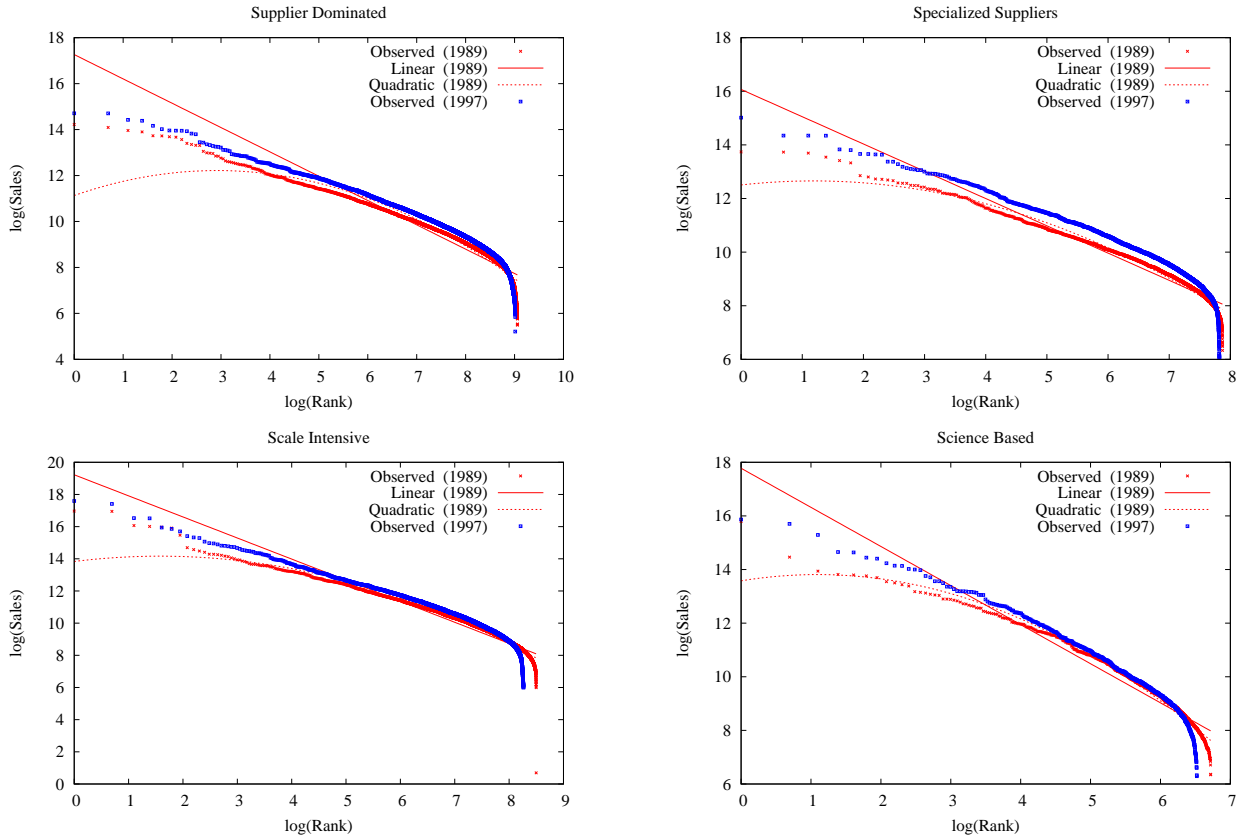 Supplier Dominated
log(Sales)
18
16
14
12
10
8
6
4
Observed (1989)
Linear (1989)
Quadratic (1989)
Observed (1997)
0 1 2 3 4 5 6 7 8 9 10
log(Rank)
Specialized Suppliers
log(Sales)
18
16
14
12
10
8
6
Observed (1989)
Linear (1989)
Quadratic (1989)
Observed (1997)
0 1 2 3 4 5 6 7 8
log(Rank)
Scale Intensive
log(Sales)
20
18
16
14
12
10
8
6
4
2
0
Observed (1989)
Linear (1989)
Quadratic (1989)
Observed (1997)
0 1 2 3 4 5 6 7 8 9
log(Rank)
Science Based
log(Sales)
18
16
14
12
10
8
6
Observed (1989)
Linear (1989)
Quadratic (1989)
Observed (1997)
0 1 2 3 4 5 6 7
log(Rank)